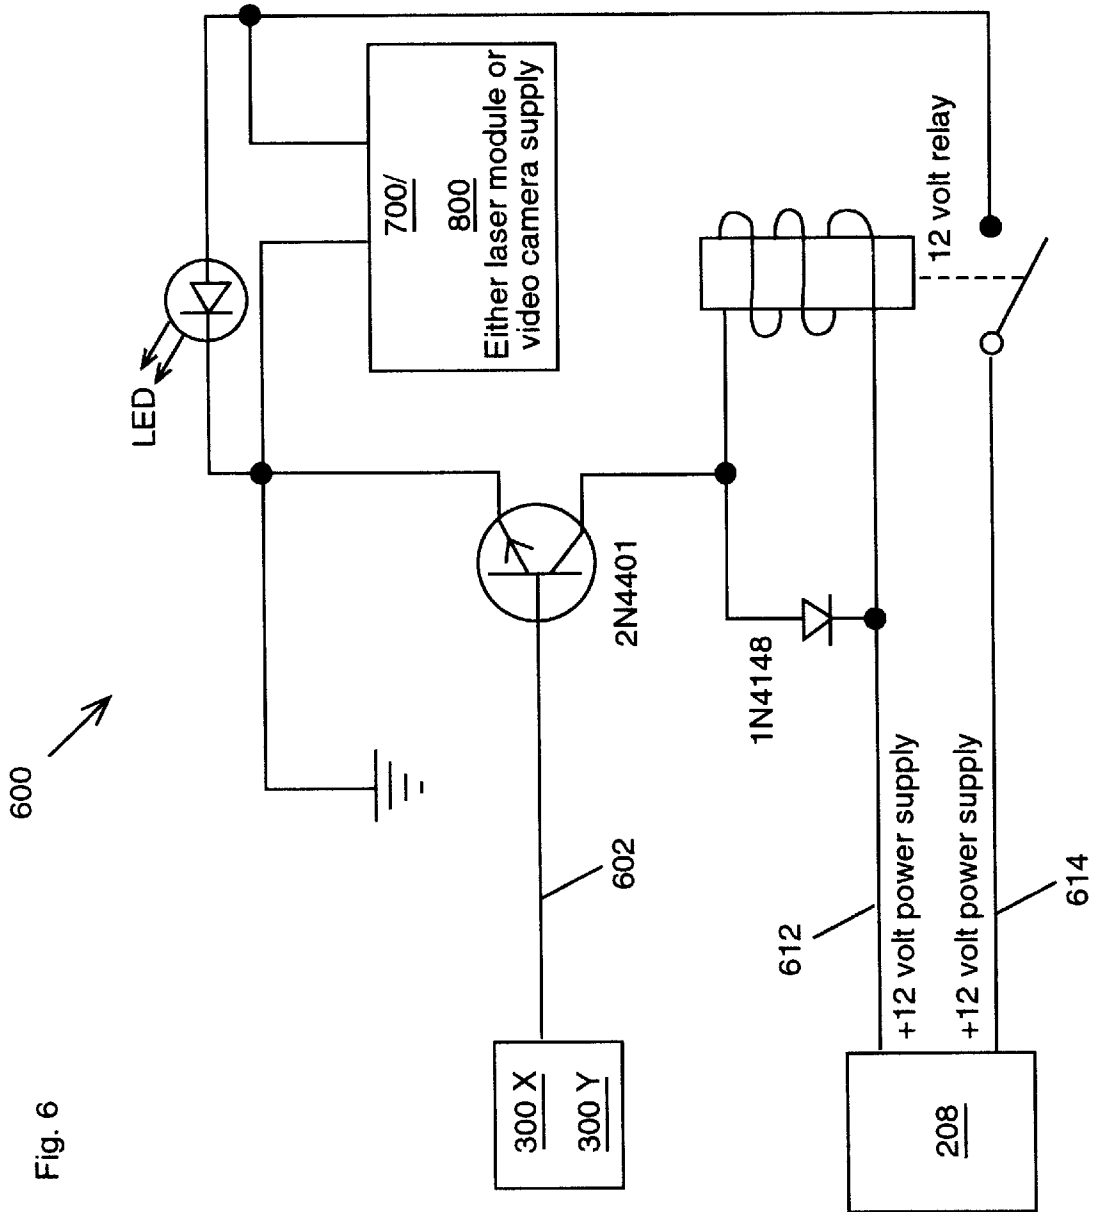 Fig. 6
600
LED
700/
800
Either laser module or
video camera supply
2N4401
602
300 X
300 Y
1N4148
12 volt relay
612
+12 volt power supply
+12 volt power supply
614
208